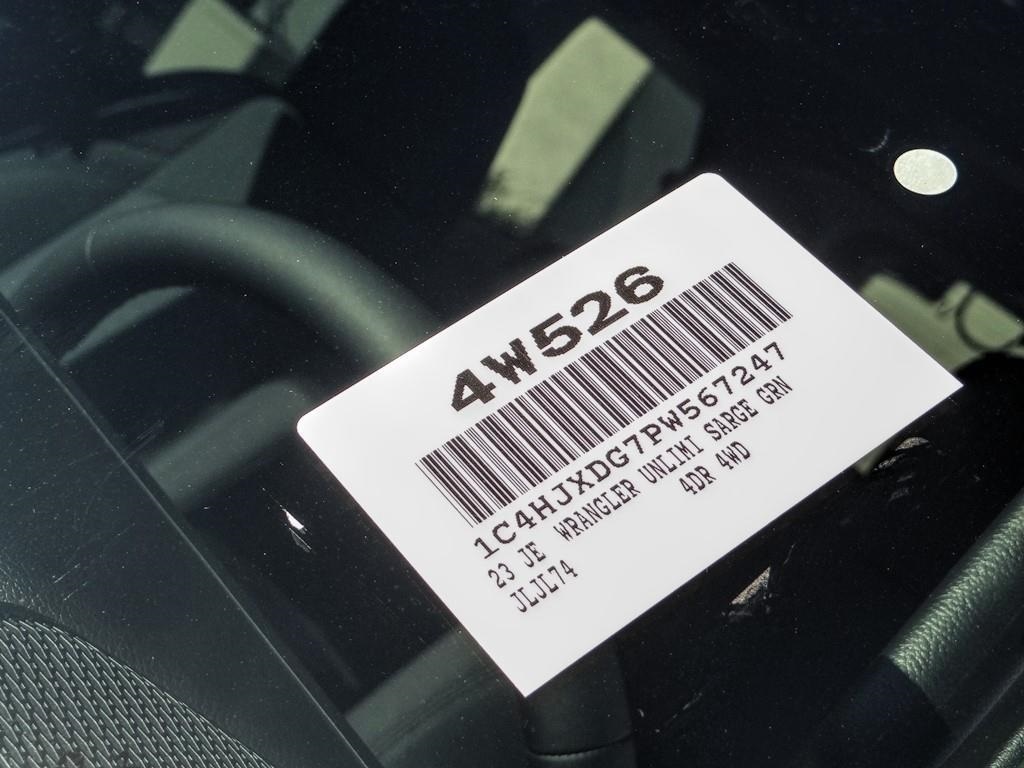 4W526
1C4HJXDG7PW567247
23 JE WRANGLER UNLIMI SARGE GRN
JLJL74 4DR 4WD